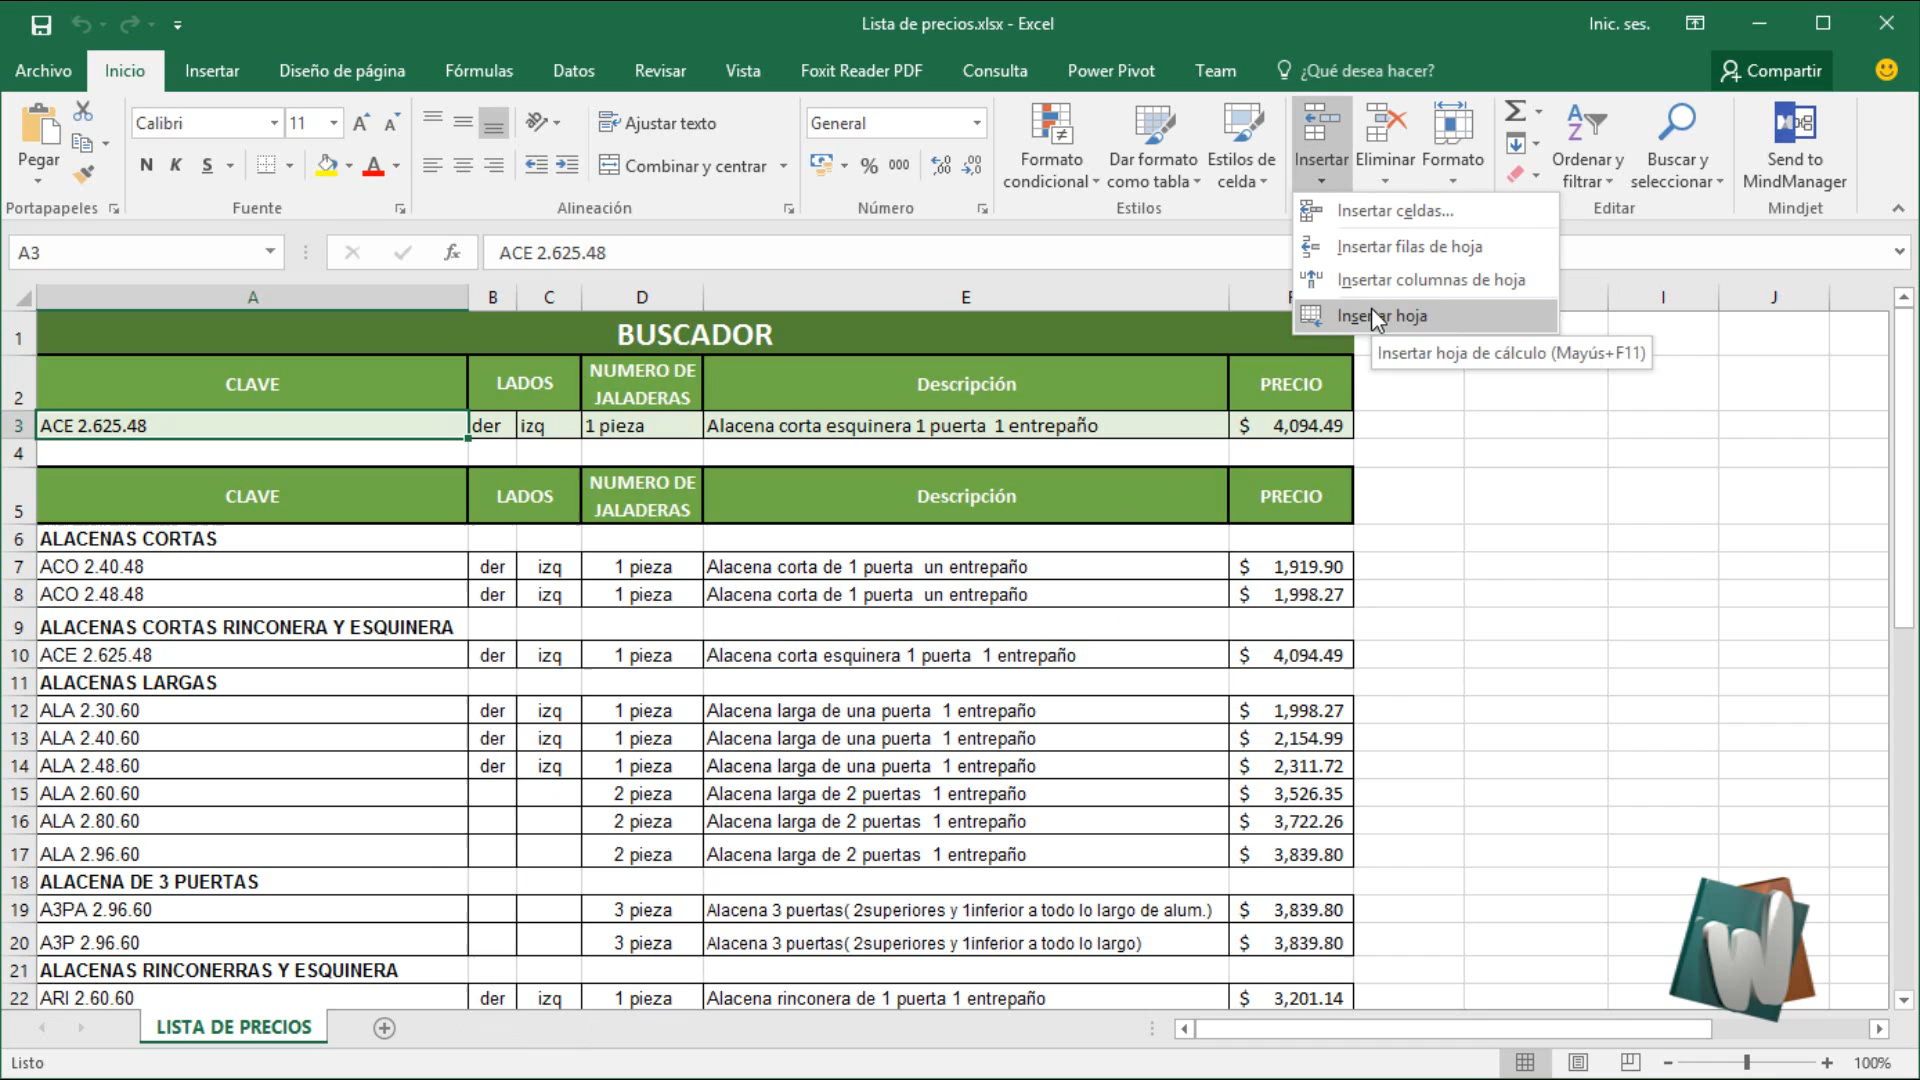 Lista de precios.xlsx - Excel
Inic. ses.
Archivo Inicio Insertar Diseño de página Fórmulas Datos Revisar Vista Foxit Reader PDF Consulta Power Pivot Team ¿Qué desea hacer? Compartir
Pegar
Portapapeles
Calibri 11
N K S A
Fuente
Ajustar texto
Combinar y centrar
Alineación
General
% 000
Número
Formato condicional
Dar formato como tabla
Estilos de celda
Estilos
Insertar Eliminar Formato
Ordenar y filtrar
Buscar y seleccionar
Editar
Send to MindManager
Mindjet
Insertar celdas...
Insertar filas de hoja
Insertar columnas de hoja
Insertar hoja
Insertar hoja de cálculo (Mayús+F11)
A3 fx ACE 2.625.48
A B C D E F I J
1 BUSCADOR
2 CLAVE LADOS NUMERO DE JALADERAS Descripción PRECIO
3 ACE 2.625.48 der izq 1 pieza Alacena corta esquinera 1 puerta 1 entrepaño $ 4,094.49
4
5 CLAVE LADOS NUMERO DE JALADERAS Descripción PRECIO
6 ALACENAS CORTAS
7 ACO 2.40.48 der izq 1 pieza Alacena corta de 1 puerta un entrepaño $ 1,919.90
8 ACO 2.48.48 der izq 1 pieza Alacena corta de 1 puerta un entrepaño $ 1,998.27
9 ALACENAS CORTAS RINCONERA Y ESQUINERA
10 ACE 2.625.48 der izq 1 pieza Alacena corta esquinera 1 puerta 1 entrepaño $ 4,094.49
11 ALACENAS LARGAS
12 ALA 2.30.60 der izq 1 pieza Alacena larga de una puerta 1 entrepaño $ 1,998.27
13 ALA 2.40.60 der izq 1 pieza Alacena larga de una puerta 1 entrepaño $ 2,154.99
14 ALA 2.48.60 der izq 1 pieza Alacena larga de una puerta 1 entrepaño $ 2,311.72
15 ALA 2.60.60 2 pieza Alacena larga de 2 puertas 1 entrepaño $ 3,526.35
16 ALA 2.80.60 2 pieza Alacena larga de 2 puertas 1 entrepaño $ 3,722.26
17 ALA 2.96.60 2 pieza Alacena larga de 2 puertas 1 entrepaño $ 3,839.80
18 ALACENA DE 3 PUERTAS
19 A3PA 2.96.60 3 pieza Alacena 3 puertas( 2superiores y 1inferior a todo lo largo de alum.) $ 3,839.80
20 A3P 2.96.60 3 pieza Alacena 3 puertas( 2superiores y 1inferior a todo lo largo) $ 3,839.80
21 ALACENAS RINCONERRAS Y ESQUINERA
22 ARI 2.60.60 der izq 1 pieza Alacena rinconera de 1 puerta 1 entrepaño $ 3,201.14
LISTA DE PRECIOS
Listo
100%
W